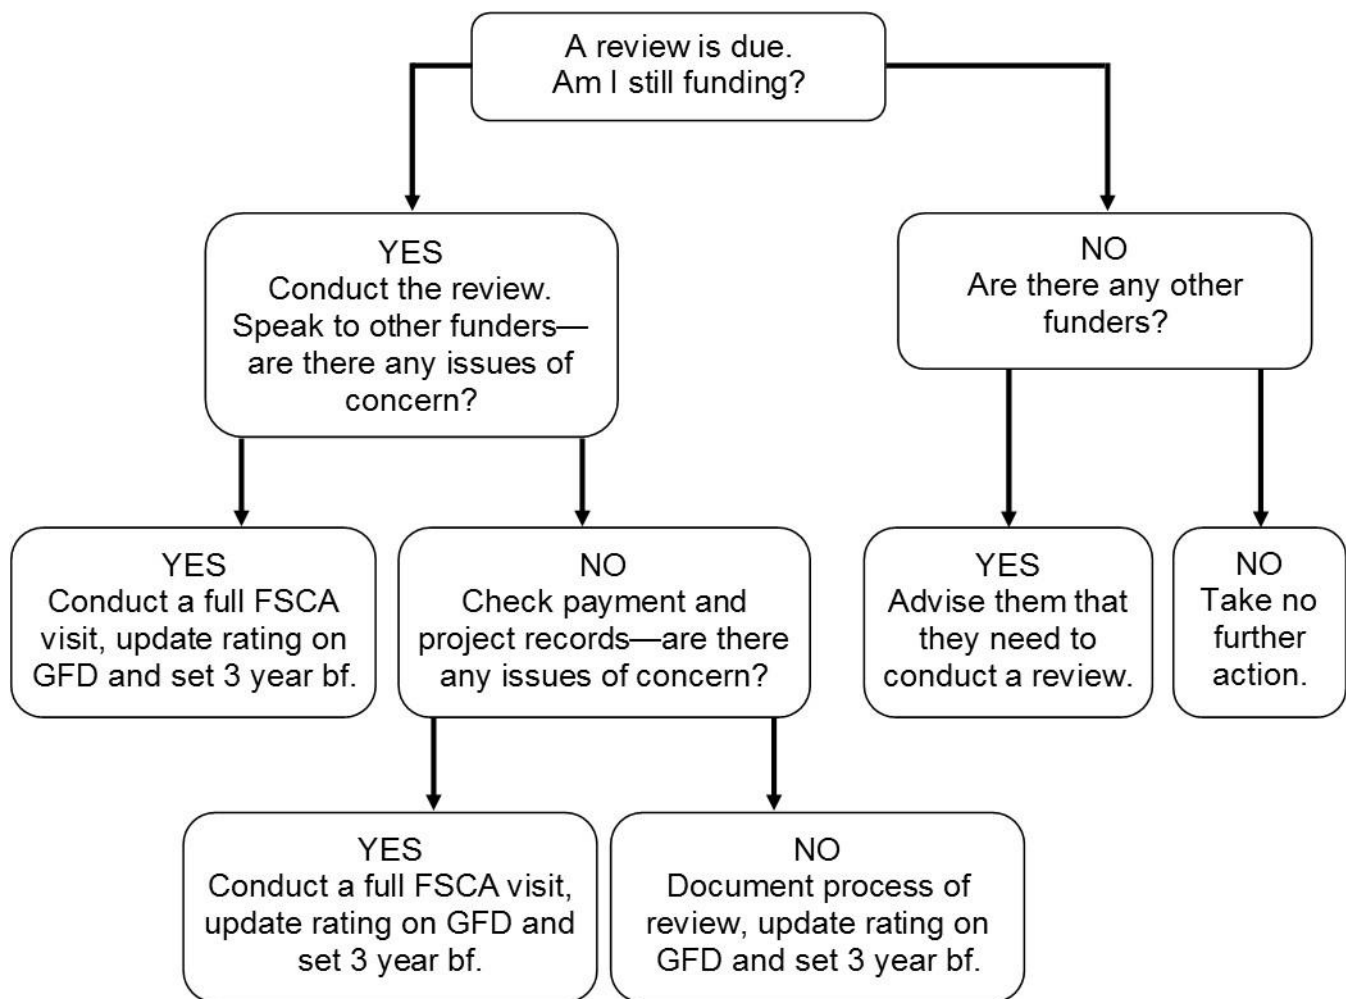 A review is due.
Am I still funding?
YES
Conduct the review.
Speak to other funders—
are there any issues of
concern?
NO
Are there any other
funders?
YES
Conduct a full FSCA
visit, update rating on
GFD and set 3 year bf.
NO
Check payment and
project records—are there
any issues of concern?
YES
Advise them that
they need to
conduct a review.
NO
Take no
further
action.
YES
Conduct a full FSCA visit,
update rating on GFD and
set 3 year bf.
NO
Document process of
review, update rating on
GFD and set 3 year bf.